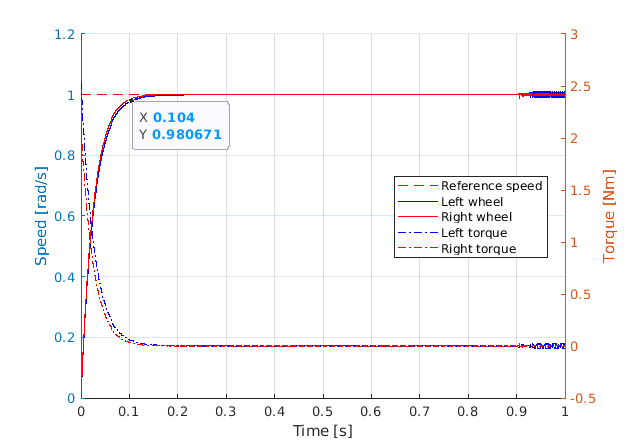 1.2
1
0.8
0.6
0.4
0.2
0
Speed [rad/s]
3
2.5
2
1.5
1
0.5
0
-0.5
Torque [Nm]
X 0.104
Y 0.980671
Reference speed
Left wheel
Right wheel
Left torque
Right torque
0 0.1 0.2 0.3 0.4 0.5 0.6 0.7 0.8 0.9 1
Time [s]